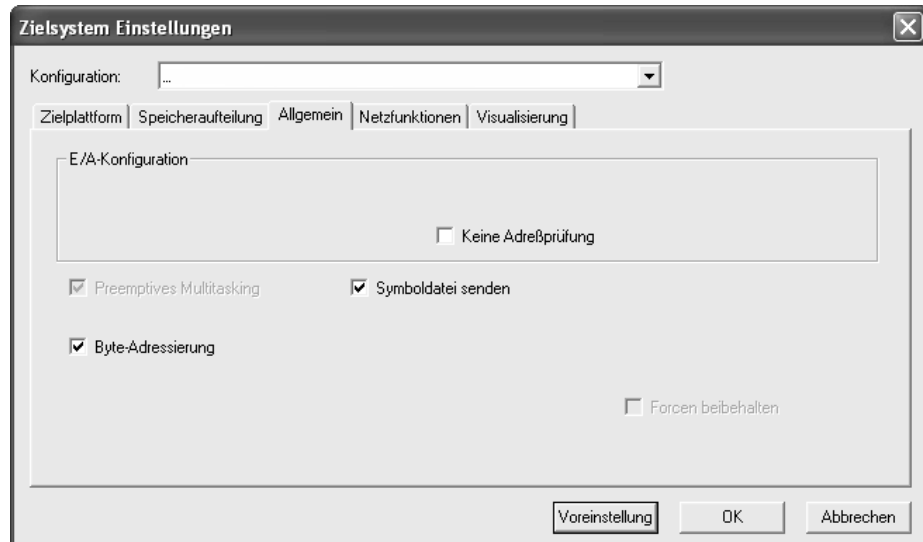 Zielsystem Einstellungen
Konfiguration: ...
Zielplattform Speicheraufteilung Allgemein Netzfunktionen Visualisierung
E/A-Konfiguration
Keine Adreßprüfung
Preemptives Multitasking Symboldatei senden
Byte-Adressierung
Forcen beibehalten
Voreinstellung OK Abbrechen